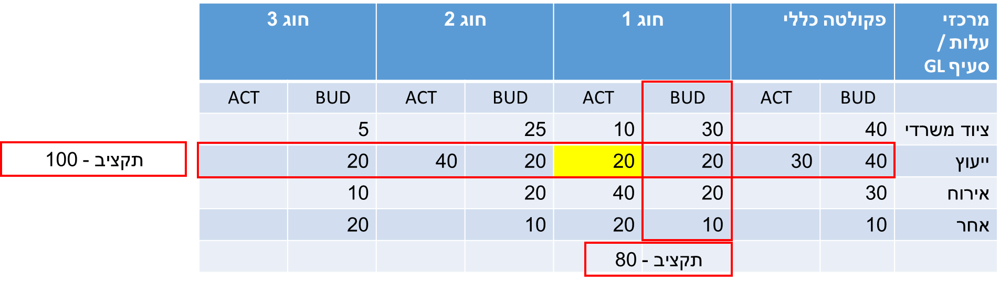 מרכזי
עלות /
סעיף GL
פקולטה כללי
חוג 1
חוג 2
חוג 3
BUD ACT BUD ACT BUD ACT BUD ACT
ציוד משרדי 40 30 10 25 5
ייעוץ 40 30 20 20 20 40 20
אירוח 30 20 40 20 10
אחר 10 10 20 10 20
תקציב - 100
תקציב - 80